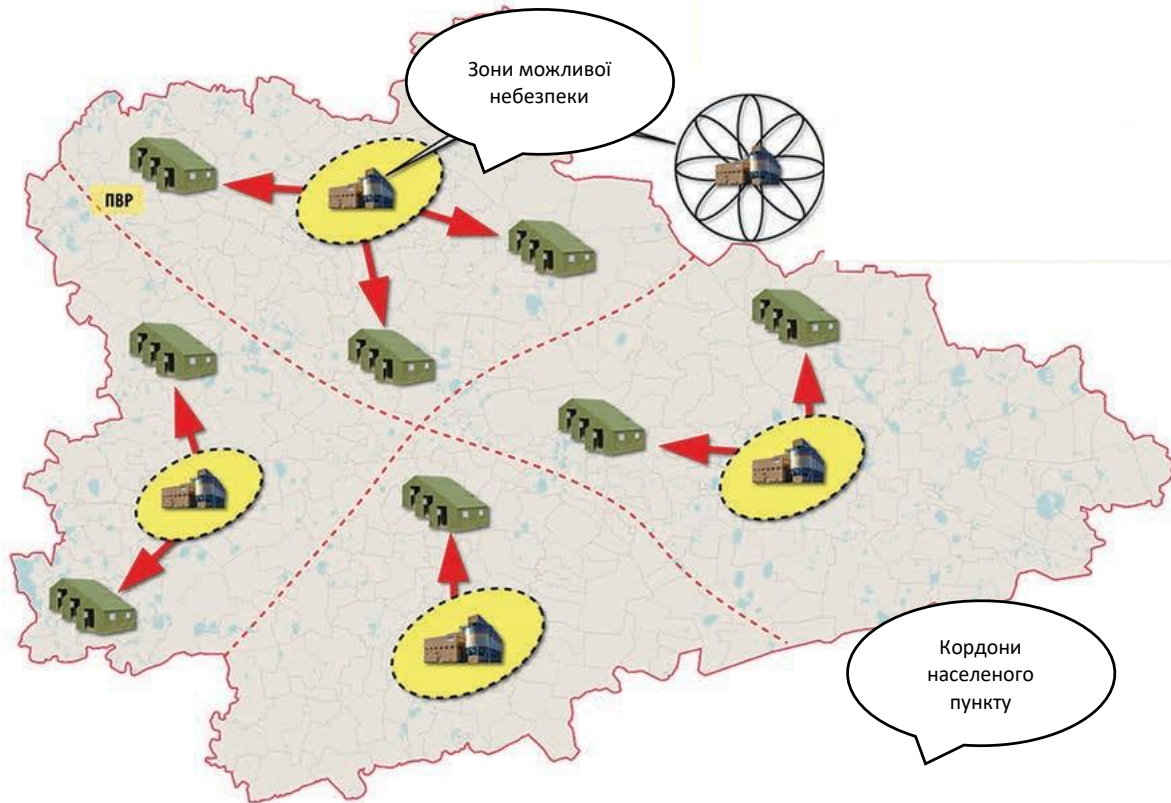 Зони можливої
небезпеки
ПВР
Кордони
населеного
пункту